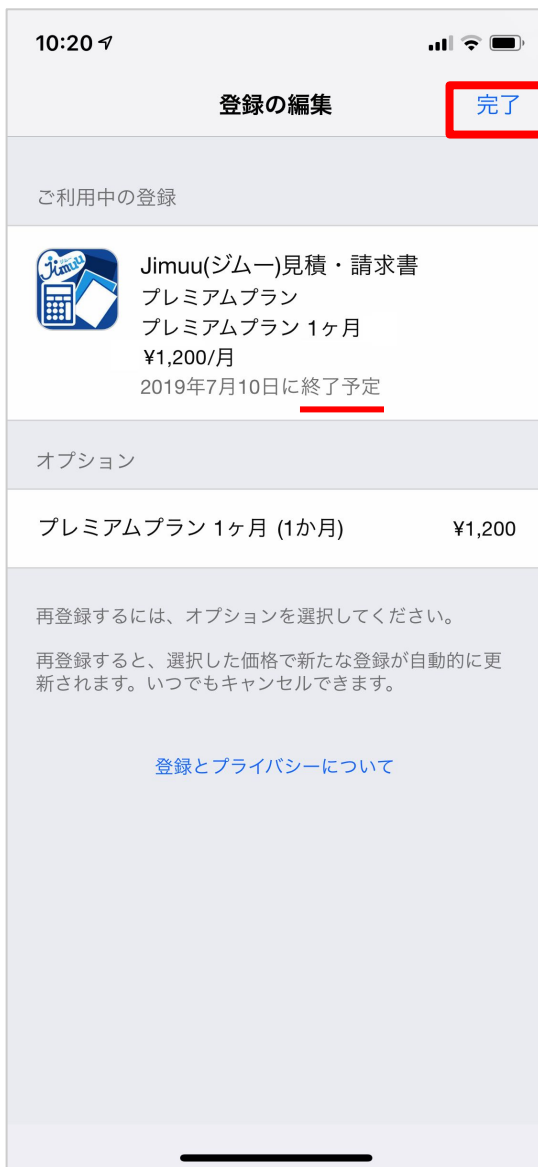 10:20
登録の編集
完了
ご利用中の登録
Jimuu
Jimuu(ジムー)見積・請求書
プレミアムプラン
プレミアムプラン 1ヶ月
¥1,200/月
2019年7月10日に終了予定
オプション
プレミアムプラン 1ヶ月 (1か月)
¥1,200
再登録するには、オプションを選択してください。
再登録すると、選択した価格で新たな登録が自動的に更
新されます。いつでもキャンセルできます。
登録とプライバシーについて